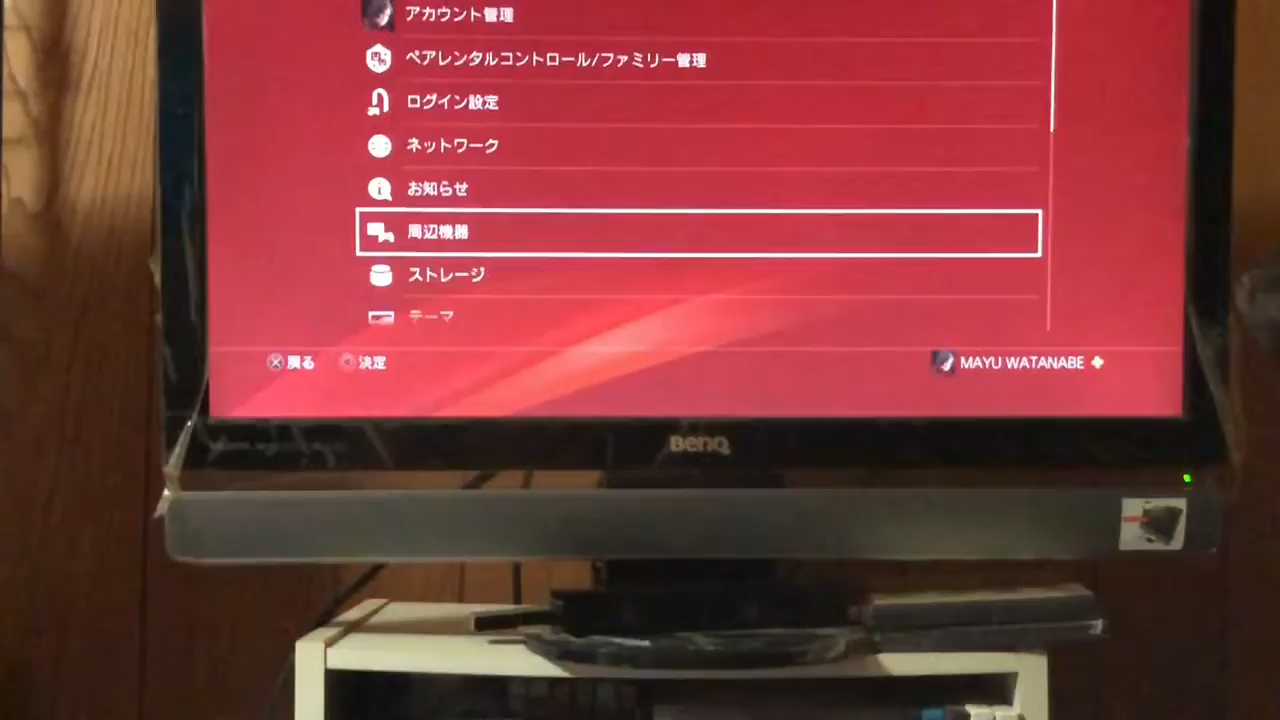 アカウント管理
ペアレンタルコントロール/ファミリー管理
ログイン設定
ネットワーク
お知らせ
周辺機器
ストレージ
テーマ
戻る 決定 MAYU WATANABE
BenQ